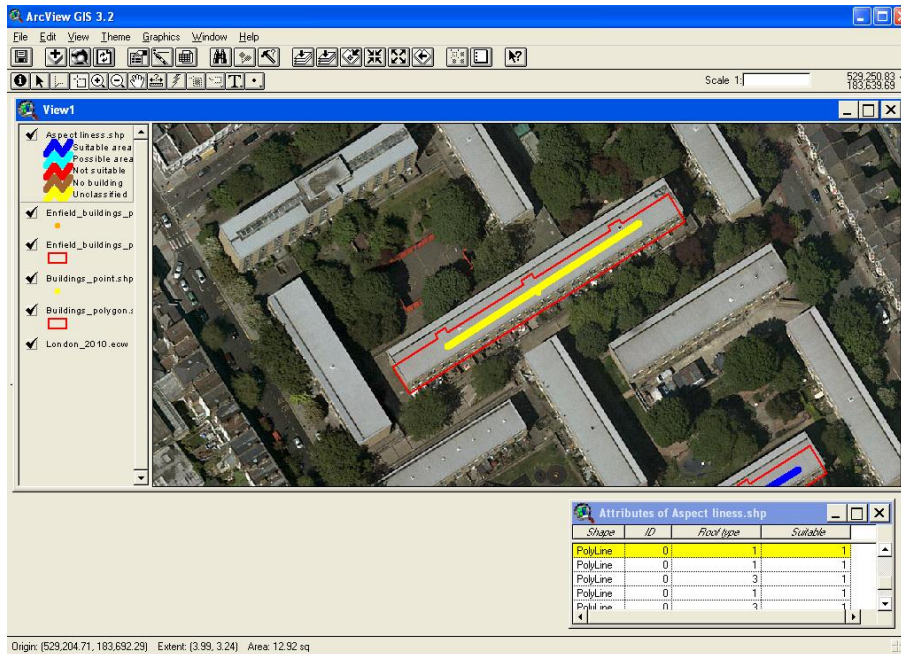 ArcView GIS 3.2
File Edit View Theme Graphics Window Help
Scale 1:
529,250.83
183,639.69
View1
Aspect liness.shp
Suitable area
Possible area
Not suitable
No building
Unclassified
Enfield_buildings_p
Enfield_buildings_p
Buildings_point.shp
Buildings_polygon.s
London_2010.ecw
Attributes of Aspect liness.shp
Shape ID Roof type Suitable
PolyLine 0 1 1
PolyLine 0 1 1
PolyLine 0 3 1
PolyLine 0 1 1
PolyLine 0 3 1
Origin: (529,204.71, 183,692.29) Extent: (3.99, 3.24) Area: 12.92 sq